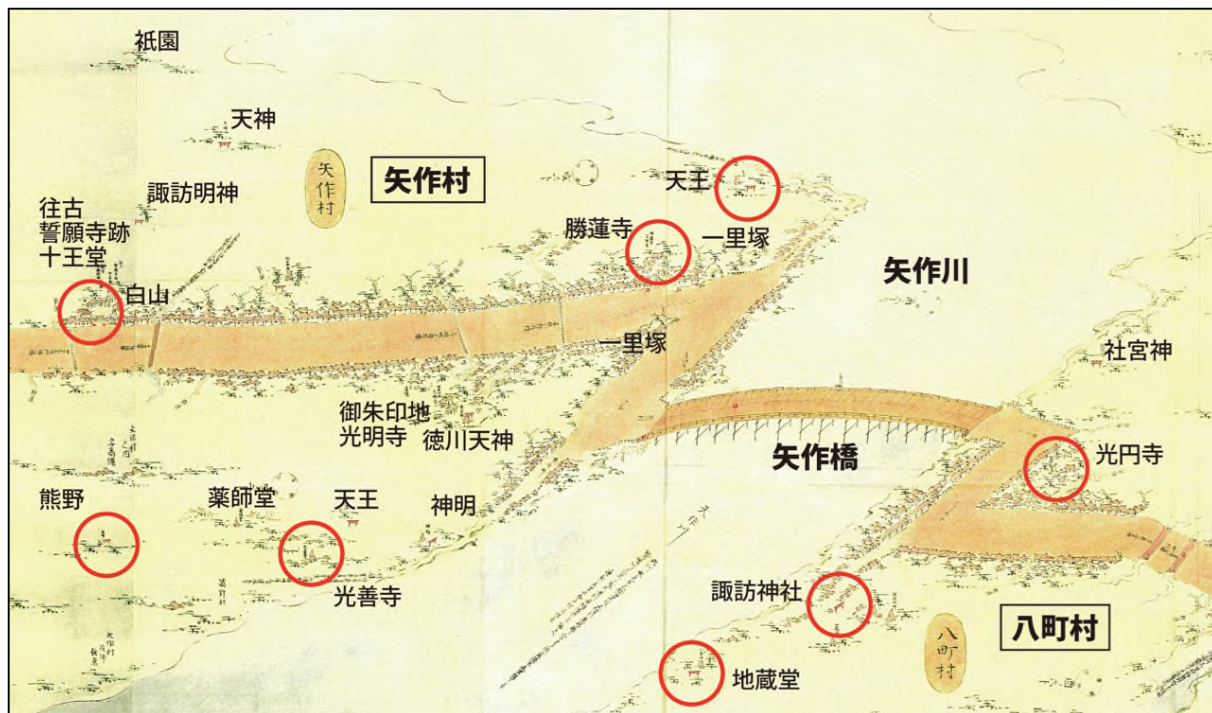 祇園
天神
矢作村
矢作村
諏訪明神
往古
誓願寺跡
十王堂
白山
天王
勝蓮寺
一里塚
矢作川
一里塚
社宮神
御朱印地
光明寺
徳川天神
矢作橋
光円寺
熊野
薬師堂
天王
神明
光善寺
矢作川
諏訪神社
八町村
八町村
地蔵堂